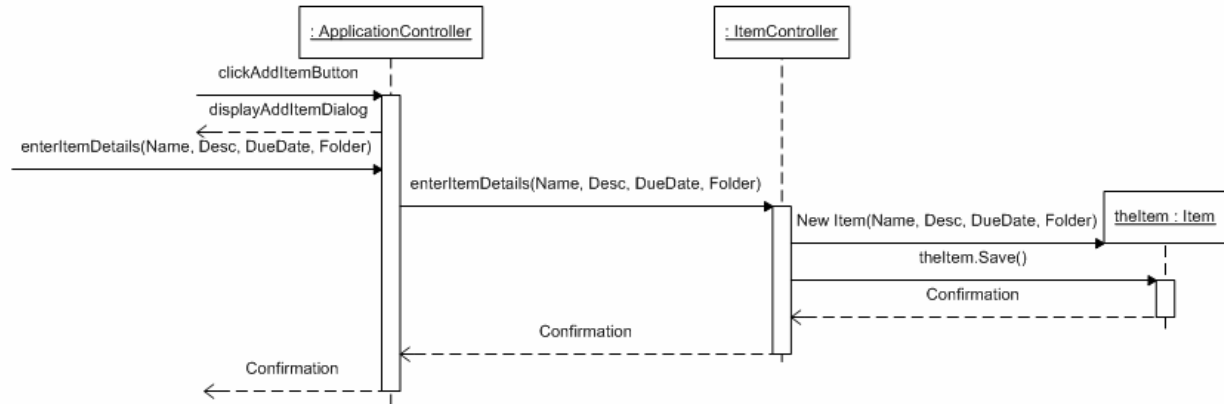 : ApplicationController
: ItemController
clickAddItemButton
displayAddItemDialog
enterItemDetails(Name, Desc, DueDate, Folder)
enterItemDetails(Name, Desc, DueDate, Folder)
New Item(Name, Desc, DueDate, Folder)
theItem : Item
theItem.Save()
Confirmation
Confirmation
Confirmation